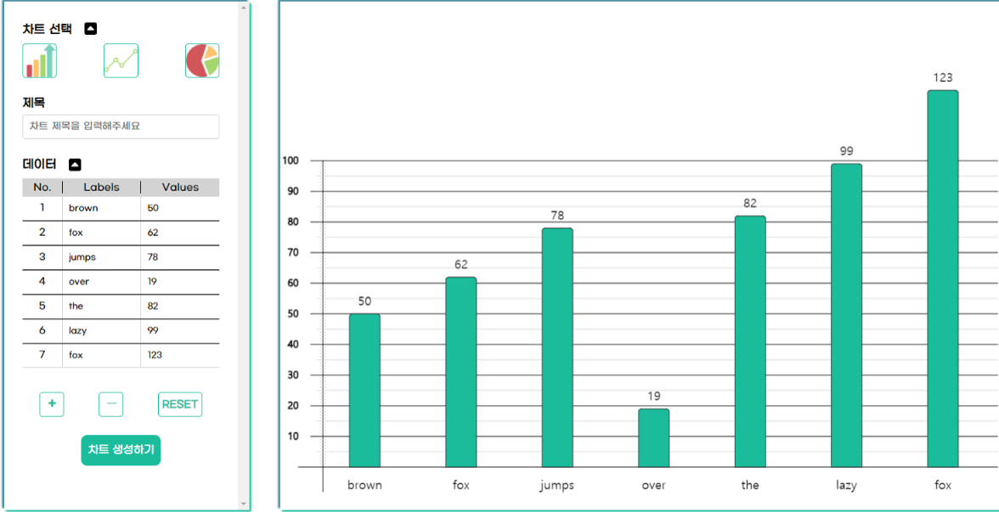 차트 선택
제목
차트 제목을 입력해주세요
데이터
No. Labels Values
1 brown 50
2 fox 62
3 jumps 78
4 over 19
5 the 82
6 lazy 99
7 fox 123
+ − RESET
차트 생성하기
123
99
100
90
82
80
78
70
62
60
50
50
40
30
19
20
10
brown fox jumps over the lazy fox